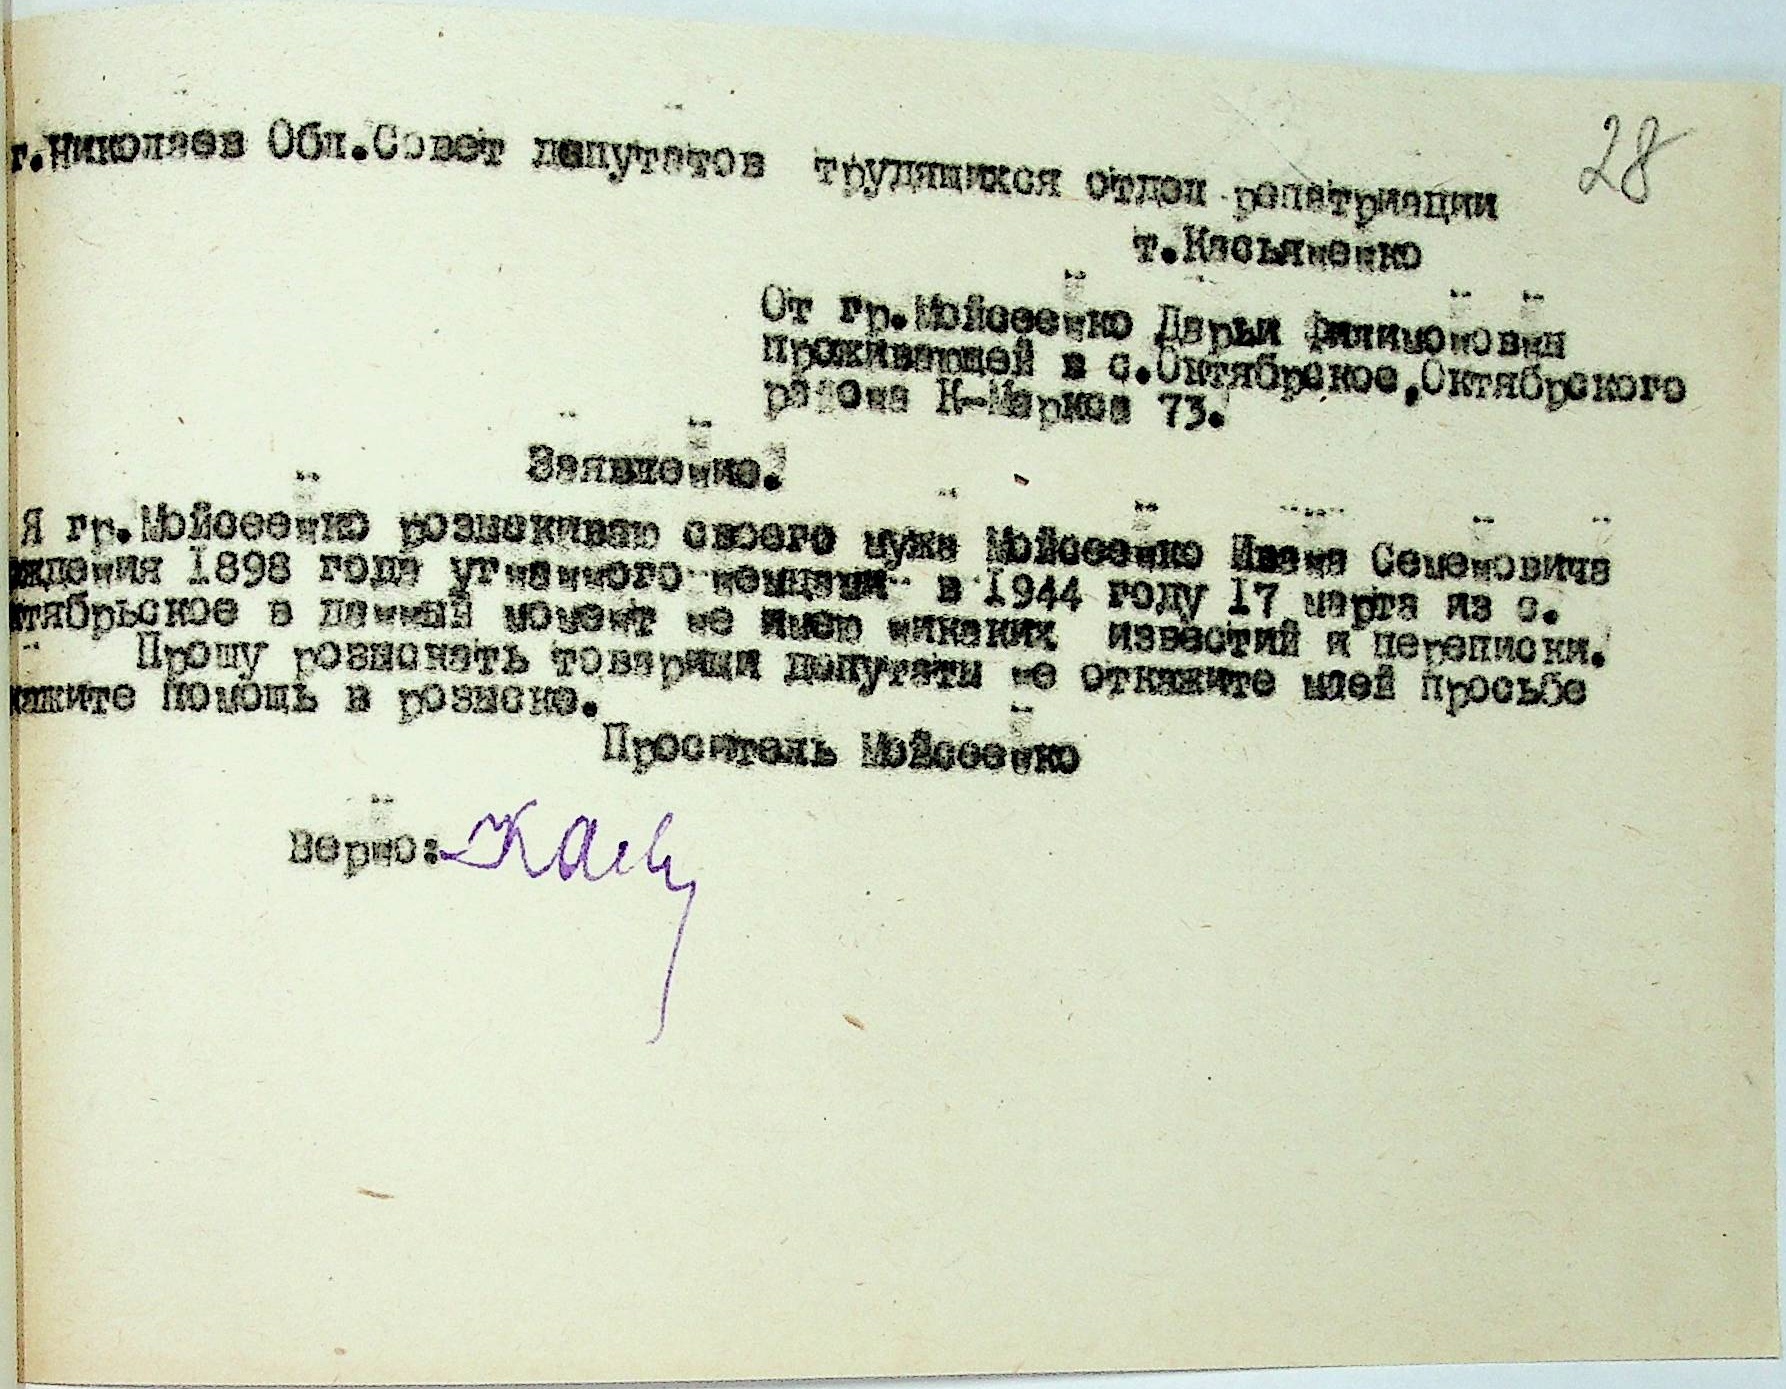 28
г.Николаев Обл.Совет депутатов трудящихся отдел репатриации
т.Касьяненко
От гр.Мойсеенко Дарьи Филимоновны
проживающей в с.Октябрское,Октябрского
района К-Маркса 73.
Заявление.
Я гр.Мойсеенко розыскиваю своего мужа Мойсеенко Ивана Семеновича
ждения 1898 года угнанного немцами в 1944 году 17 марта из с.
тябрьское в данный момент не имею никаких известий и переписки.
Прошу розыскать товарищи депутаты не откажите моей просьбе
кажите помощь в розыске.
Проситель Мойсеенко
Верно: